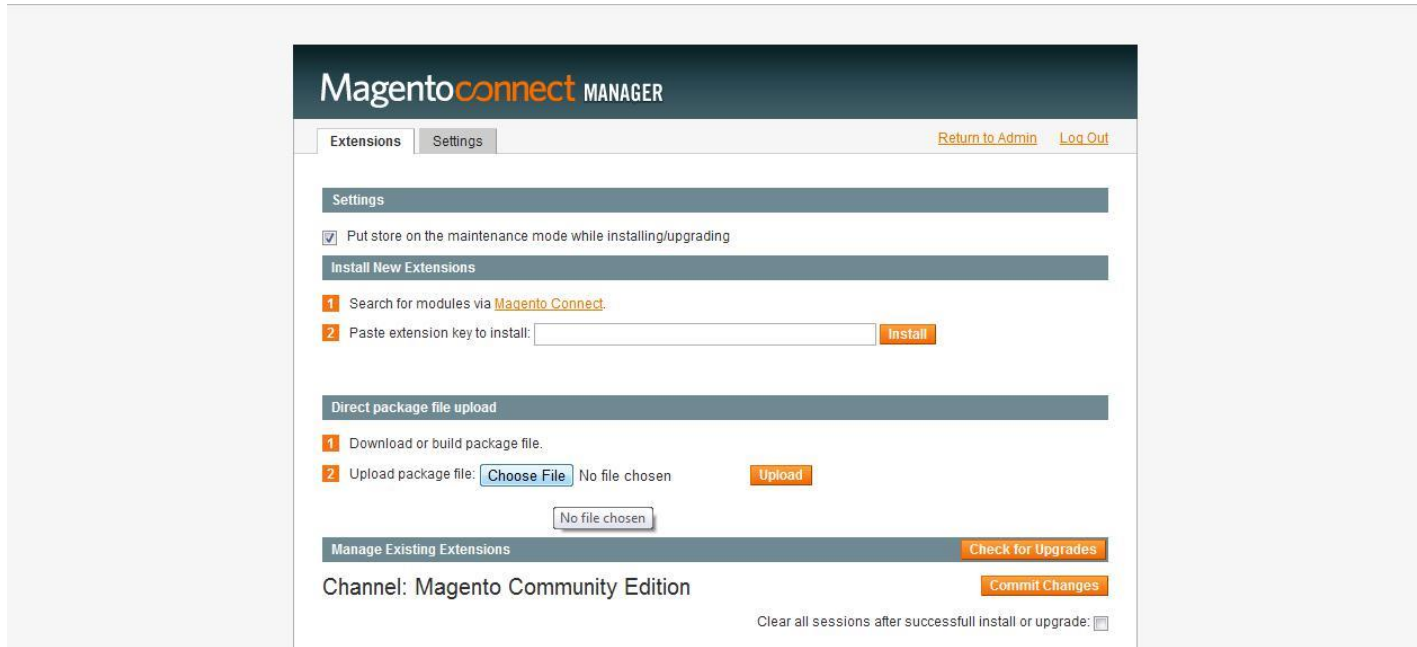 Magentoconnect MANAGER
Extensions Settings Return to Admin Log Out
Settings
Put store on the maintenance mode while installing/upgrading
Install New Extensions
1 Search for modules via Magento Connect.
2 Paste extension key to install: Install
Direct package file upload
1 Download or build package file.
2 Upload package file: Choose File No file chosen Upload
No file chosen
Manage Existing Extensions Check for Upgrades
Channel: Magento Community Edition Commit Changes
Clear all sessions after successfull install or upgrade: